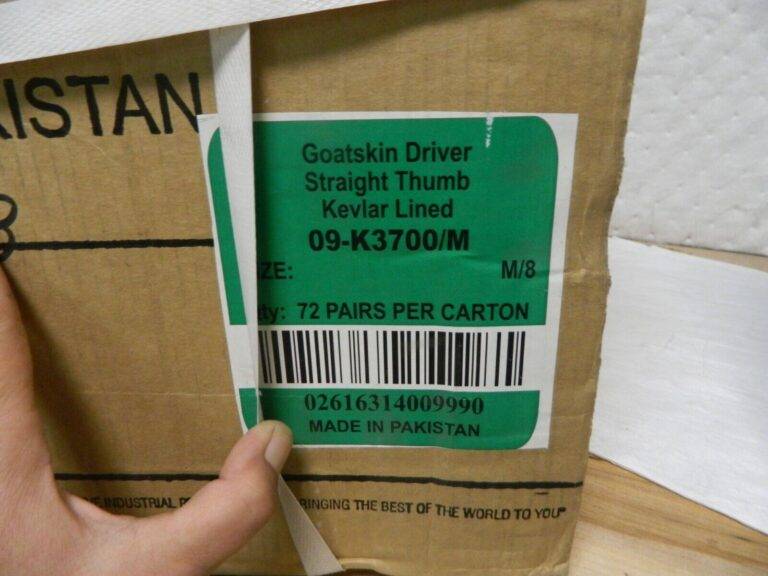 ISTAN
Goatskin Driver
Straight Thumb
Kevlar Lined
09-K3700/M
ZE: M/8
ty: 72 PAIRS PER CARTON
02616314009990
MADE IN PAKISTAN
INDUSTRIAL RINGING THE BEST OF THE WORLD TO YOU